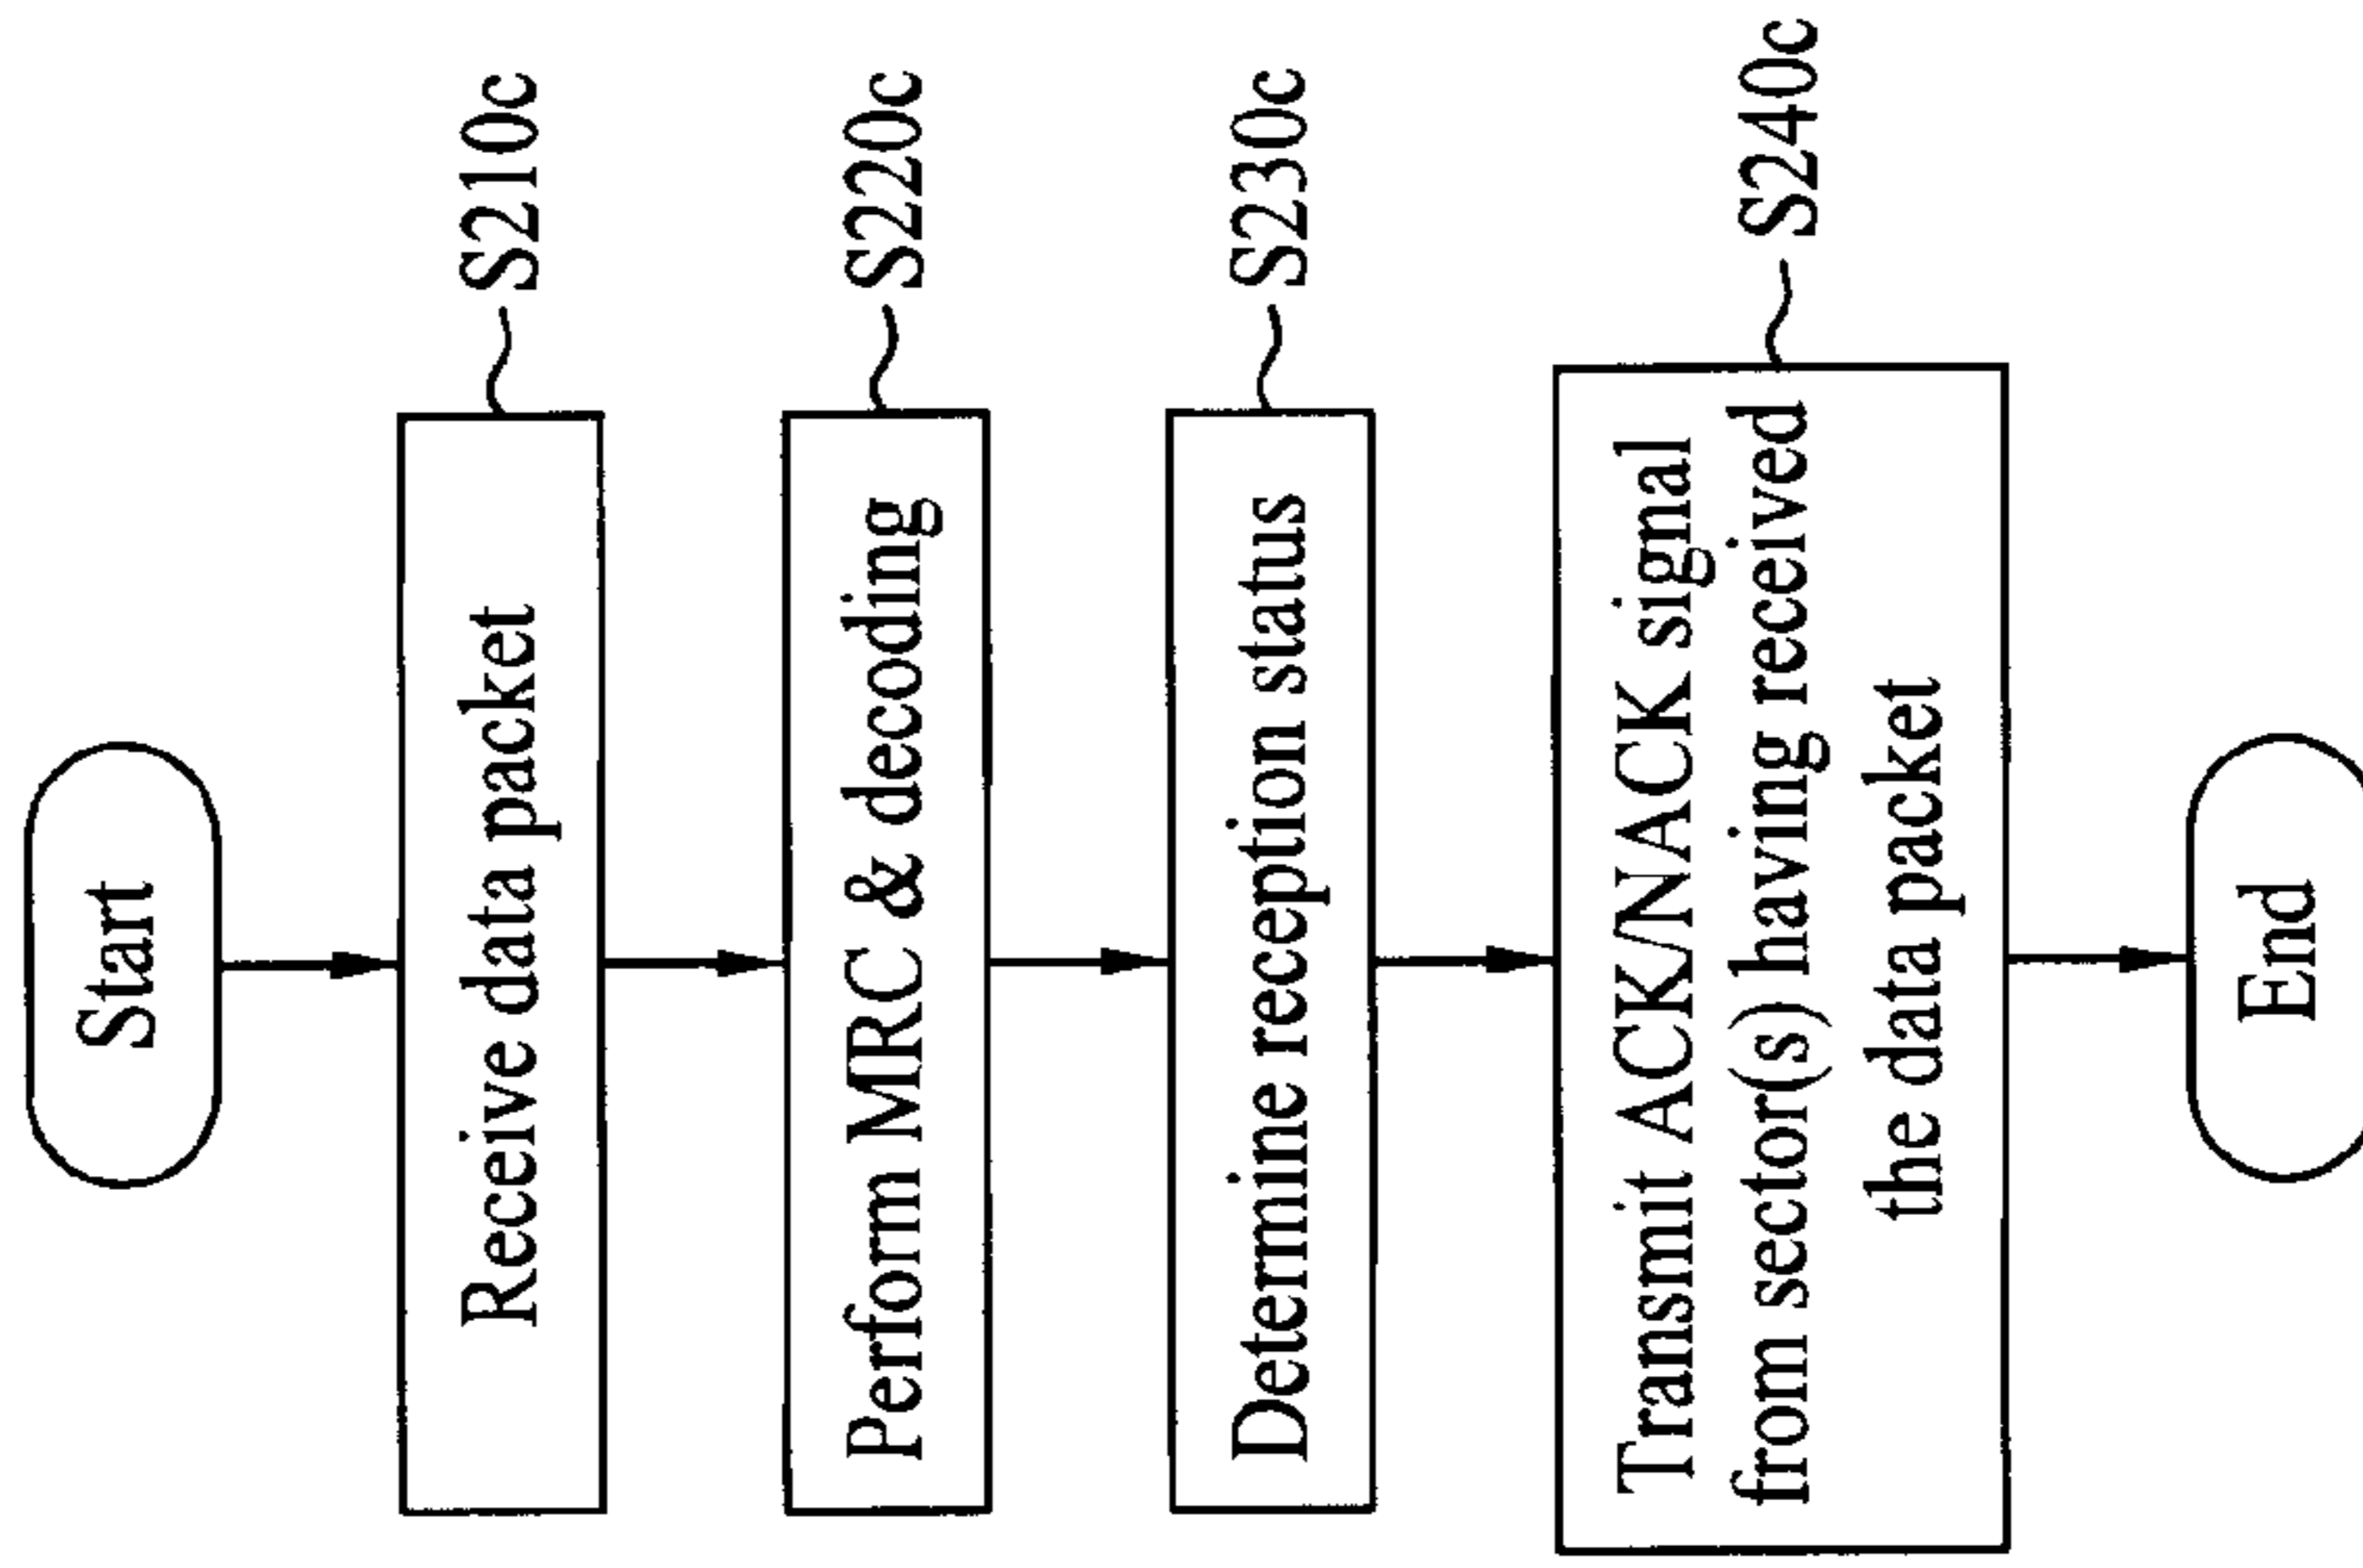 Start
Receive data packet
S210c
Perform MRC & decoding
S220c
Determine reception status
S230c
Transmit ACK/NACK signal
from sector(s) having received
the data packet
S240c
End